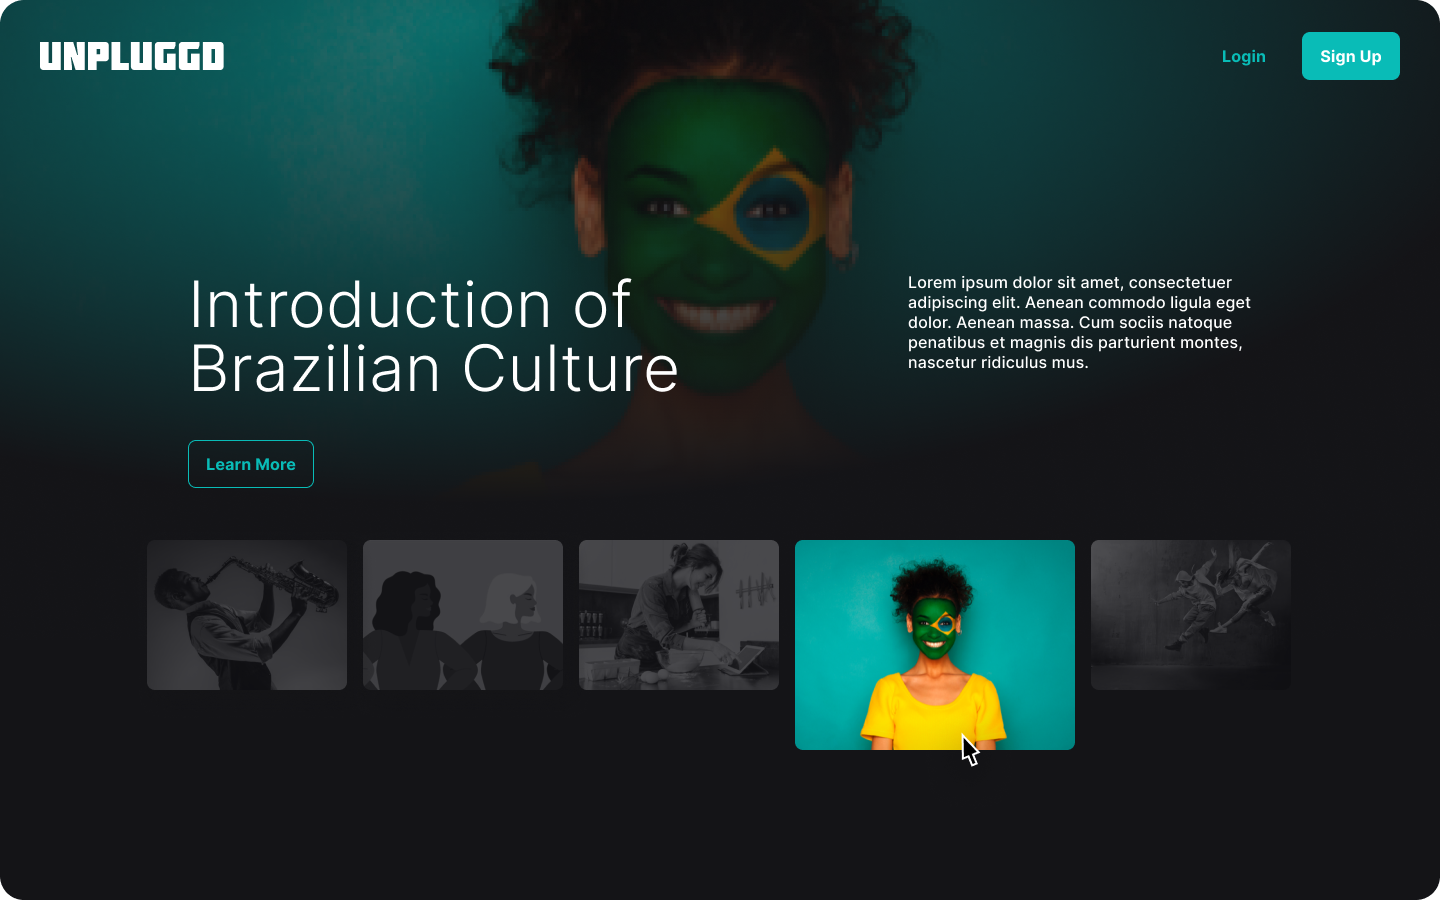 UNPLUGGD
Login
Sign Up
Introduction of
Brazilian Culture
Lorem ipsum dolor sit amet, consectetuer
adipiscing elit. Aenean commodo ligula eget
dolor. Aenean massa. Cum sociis natoque
penatibus et magnis dis parturient montes,
nascetur ridiculus mus.
Learn More